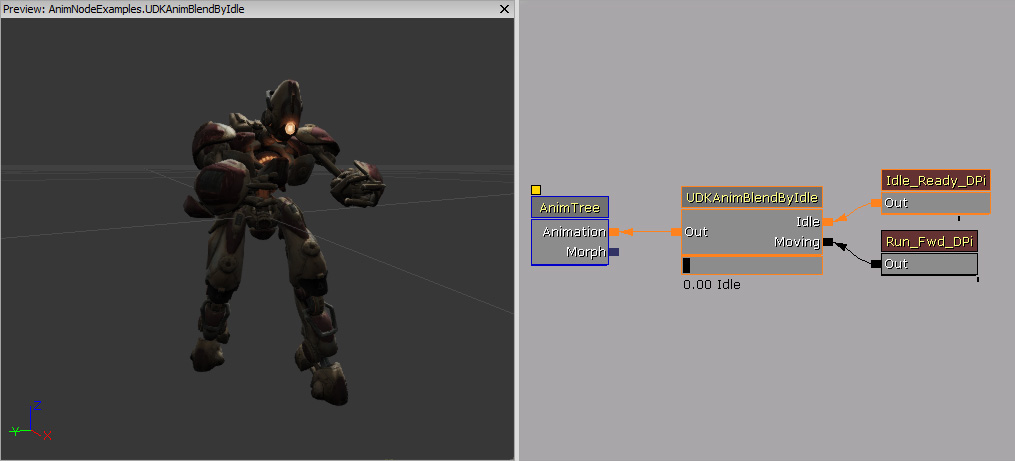 Preview: AnimNodeExamples.UDKAnimBlendByIdle
Z
Y
X
AnimTree
Animation
Morph
UDKAnimBlendByIdle
Out
Idle
Moving
0.00 Idle
Idle_Ready_DPi
Out
Run_Fwd_DPi
Out